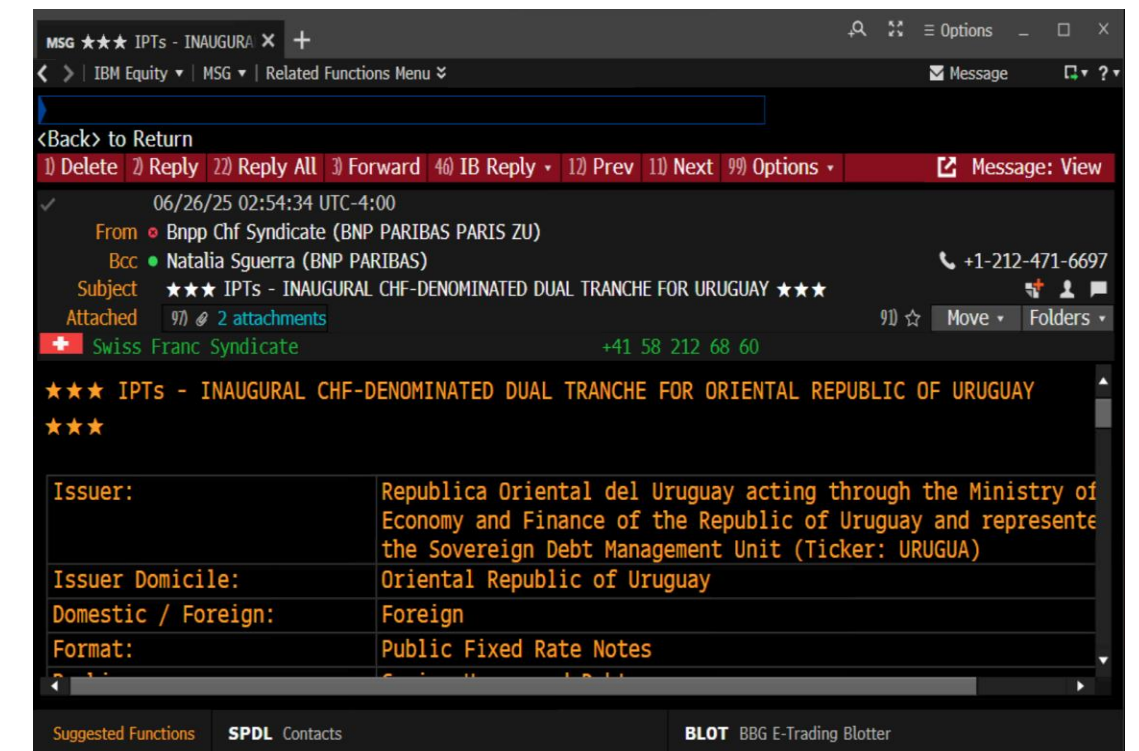 MSG ★★★ IPTs - INAUGURA × + Options
IBM Equity ▾ | MSG ▾ | Related Functions Menu Message ? ▾
<Back> to Return
1) Delete 7) Reply 22) Reply All 3) Forward 46) IB Reply ▾ 12) Prev 11) Next 99) Options ▾ Message: View
06/26/25 02:54:34 UTC-4:00
From Bnpp Chf Syndicate (BNP PARIBAS PARIS ZU)
Bcc Natalia Sguerra (BNP PARIBAS) +1-212-471-6697
Subject ★★★ IPTs - INAUGURAL CHF-DENOMINATED DUAL TRANCHE FOR URUGUAY ★★★
Attached 97) 2 attachments 91) ☆ Move ▾ Folders ▾
Swiss Franc Syndicate +41 58 212 68 60
★★★ IPTs - INAUGURAL CHF-DENOMINATED DUAL TRANCHE FOR ORIENTAL REPUBLIC OF URUGUAY
★★★
Issuer: Republica Oriental del Uruguay acting through the Ministry of
Economy and Finance of the Republic of Uruguay and represente
the Sovereign Debt Management Unit (Ticker: URUGUA)
Issuer Domicile: Oriental Republic of Uruguay
Domestic / Foreign: Foreign
Format: Public Fixed Rate Notes
Suggested Functions SPDL Contacts BLOT BBG E-Trading Blotter